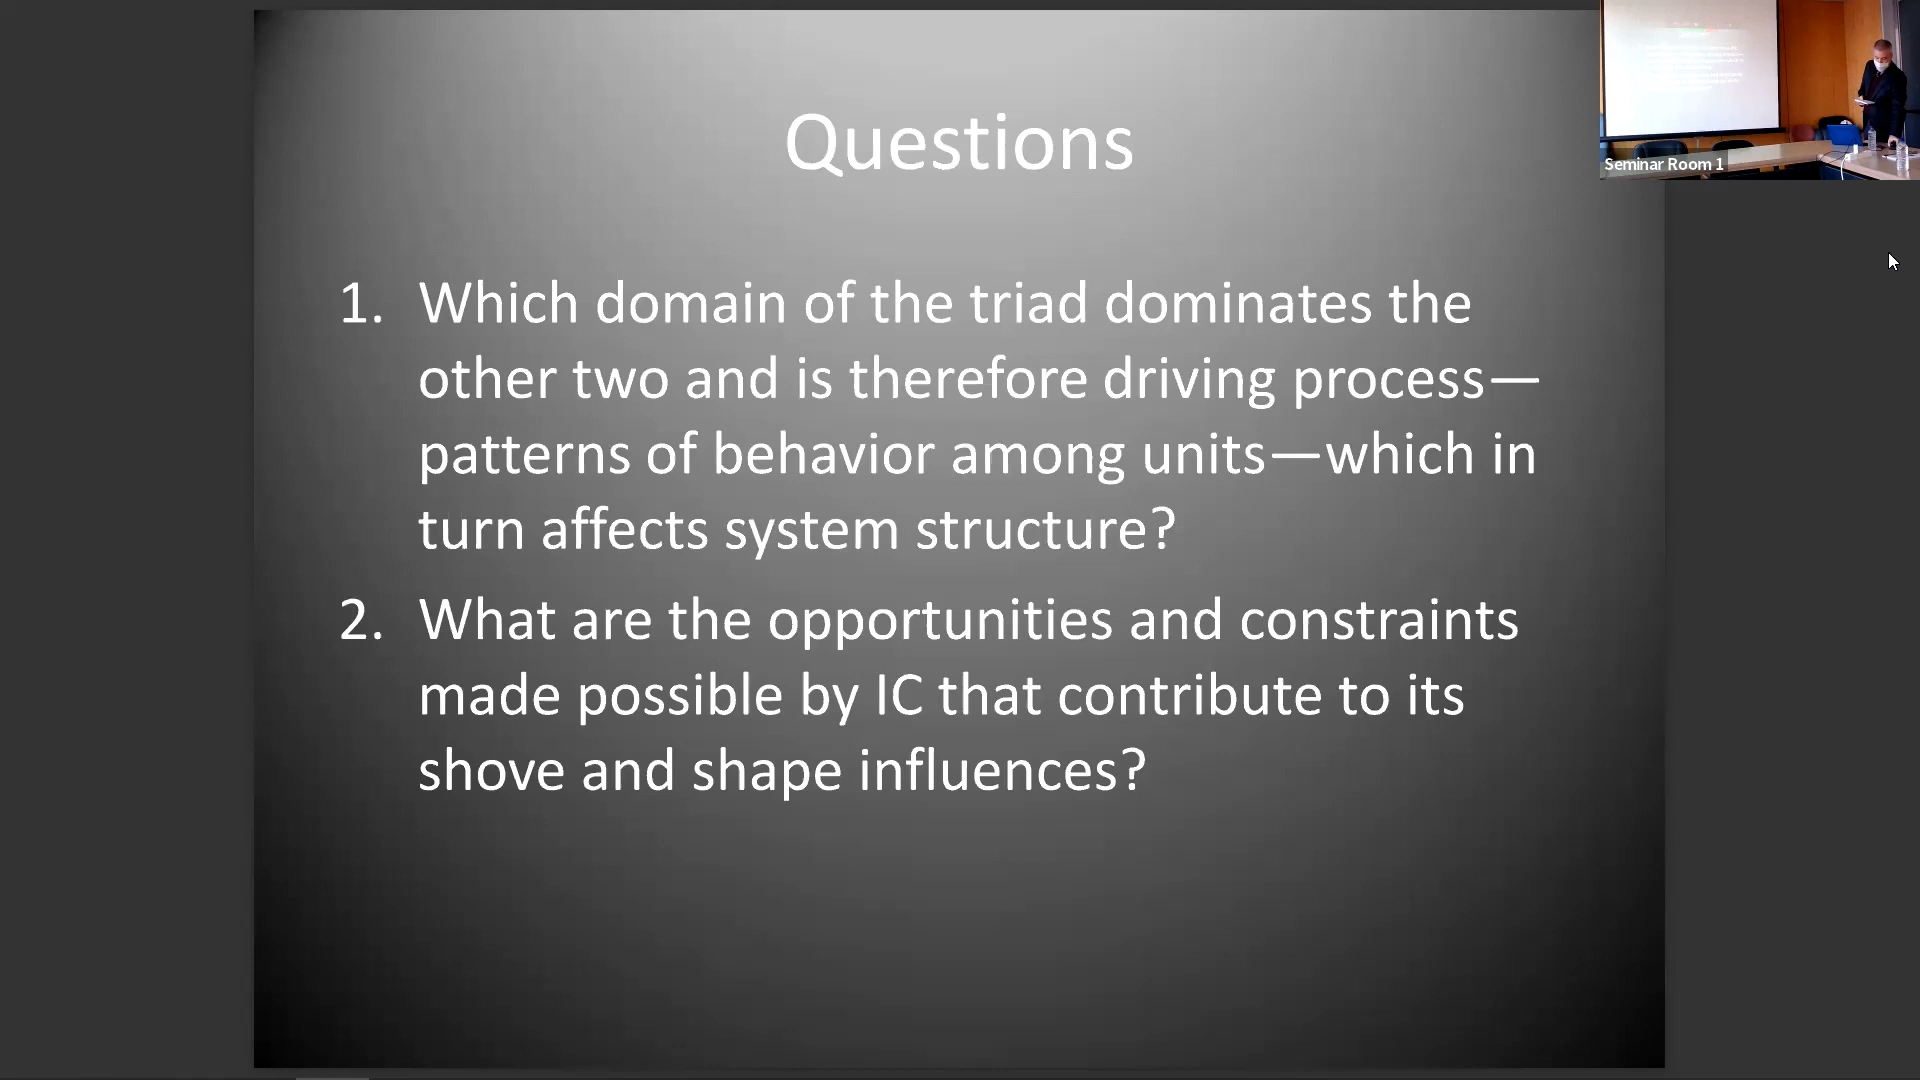 Questions
1. Which domain of the triad dominates the
other two and is therefore driving process—
patterns of behavior among units—which in
turn affects system structure?
2. What are the opportunities and constraints
made possible by IC that contribute to its
shove and shape influences?
Seminar Room 1